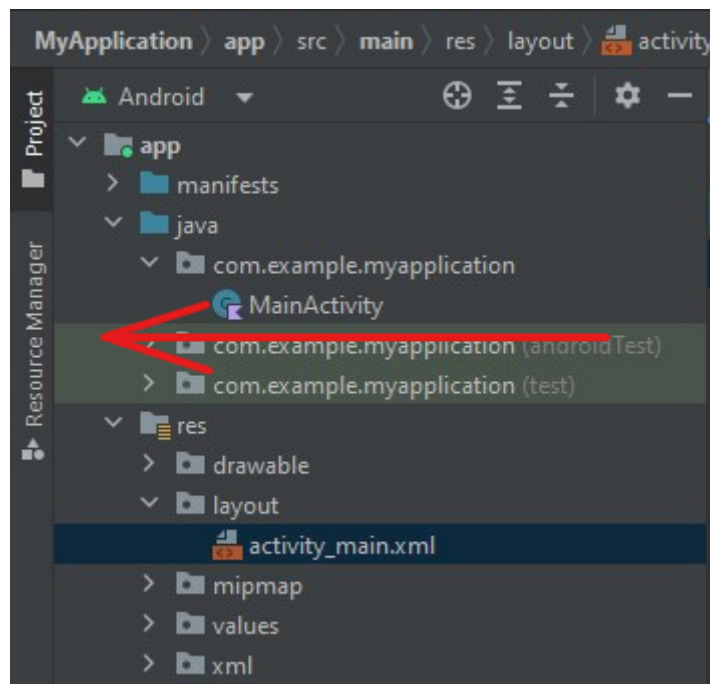 MyApplication 〉 app 〉 src 〉 main 〉 res 〉 layout 〉 activity
Project
Resource Manager
Android
app
manifests
java
com.example.myapplication
MainActivity
com.example.myapplication (androidTest)
com.example.myapplication (test)
res
drawable
layout
activity_main.xml
mipmap
values
xml